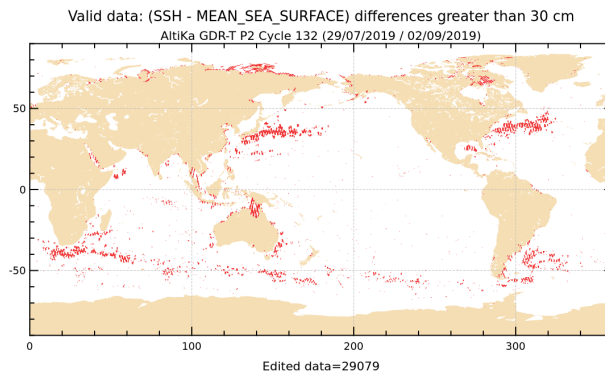 Valid data: (SSH - MEAN_SEA_SURFACE) differences greater than 30 cm
AltiKa GDR-T P2 Cycle 132 (29/07/2019 / 02/09/2019)
50
0
-50
0 100 200 300
Edited data=29079